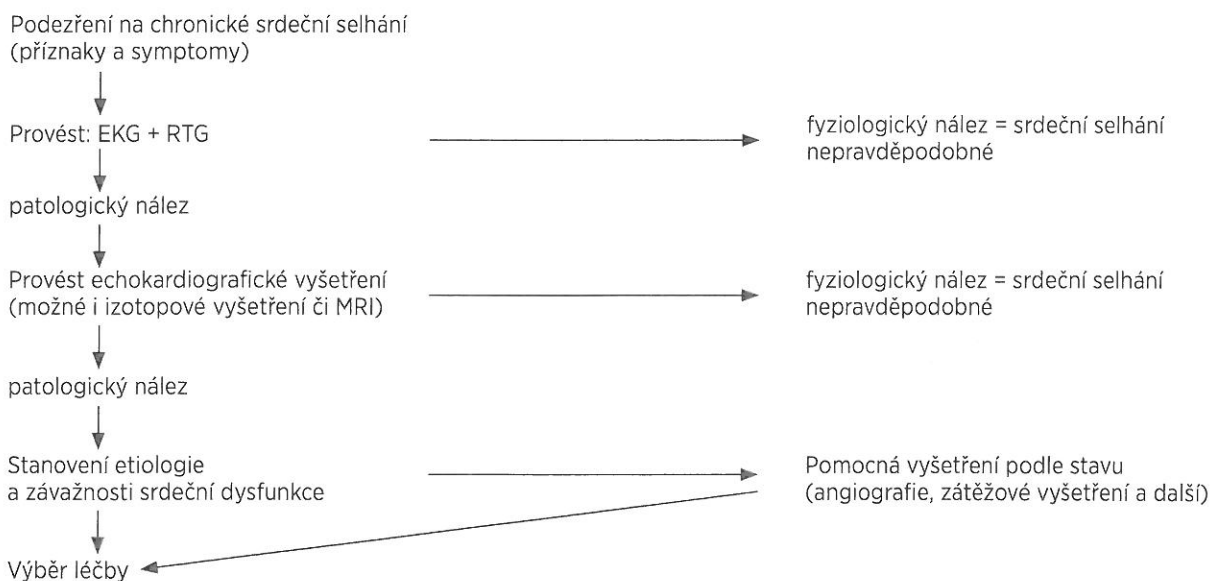 Podezření na chronické srdeční selhání
(příznaky a symptomy)
Provést: EKG + RTG
fyziologický nález = srdeční selhání
nepravděpodobné
patologický nález
Provést echokardiografické vyšetření
(možné i izotopové vyšetření či MRI)
fyziologický nález = srdeční selhání
nepravděpodobné
patologický nález
Stanovení etiologie
a závažnosti srdeční dysfunkce
Pomocná vyšetření podle stavu
(angiografie, zátěžové vyšetření a další)
Výběr léčby